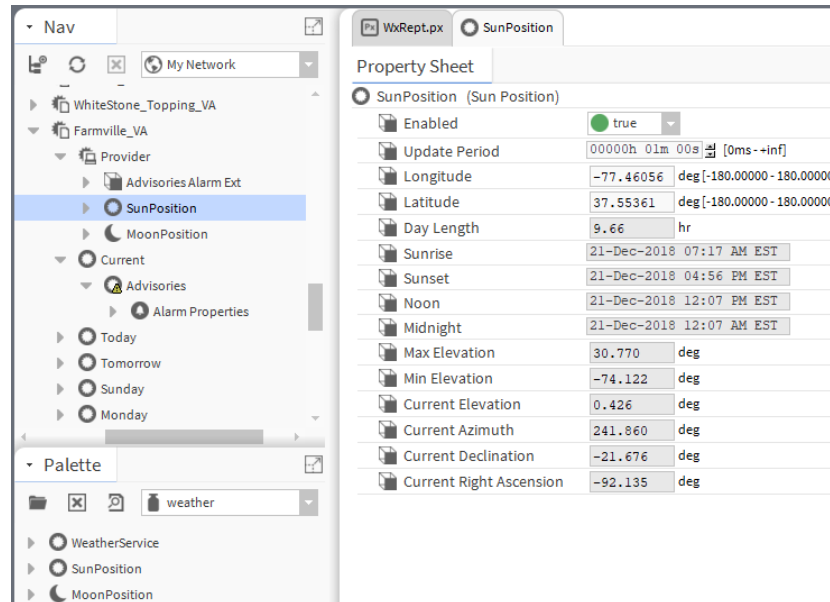 Nav
My Network
WhiteStone_Topping_VA
Farmville_VA
Provider
Advisories Alarm Ext
SunPosition
MoonPosition
Current
Advisories
Alarm Properties
Today
Tomorrow
Sunday
Monday
Palette
weather
WeatherService
SunPosition
MoonPosition
Px WxRept.px SunPosition
Property Sheet
SunPosition (Sun Position)
Enabled true
Update Period 00000h 01m 00s [0ms-+inf]
Longitude -77.46056 deg [-180.00000 - 180.00000
Latitude 37.55361 deg [-180.00000 - 180.00000
Day Length 9.66 hr
Sunrise 21-Dec-2018 07:17 AM EST
Sunset 21-Dec-2018 04:56 PM EST
Noon 21-Dec-2018 12:07 PM EST
Midnight 21-Dec-2018 12:07 AM EST
Max Elevation 30.770 deg
Min Elevation -74.122 deg
Current Elevation 0.426 deg
Current Azimuth 241.860 deg
Current Declination -21.676 deg
Current Right Ascension -92.135 deg